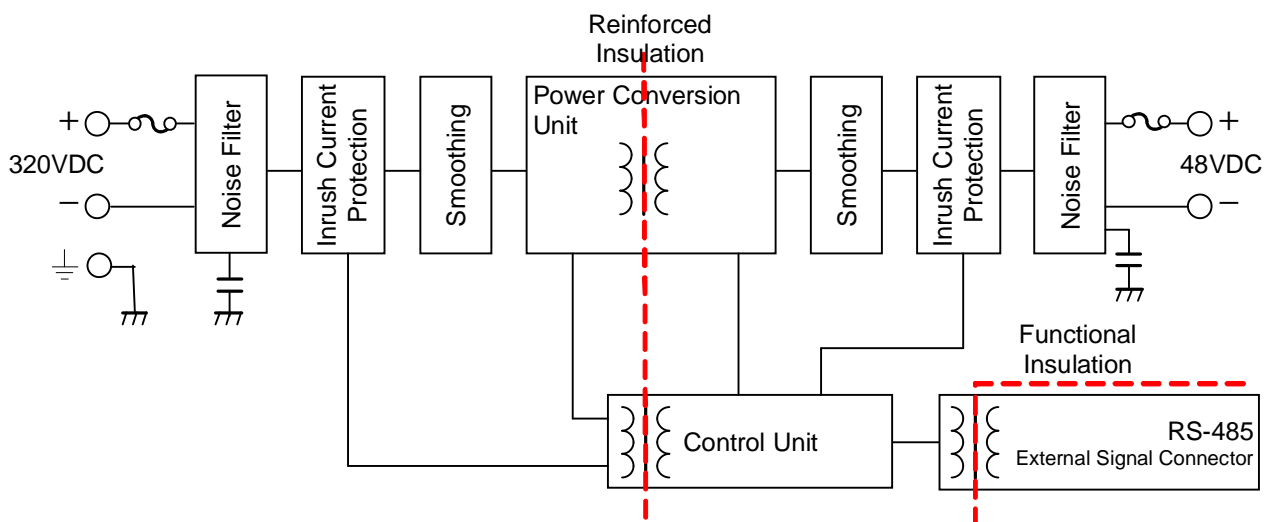 Reinforced
Insulation
+
320VDC
−
Noise Filter
Inrush Current
Protection
Smoothing
Power Conversion
Unit
Smoothing
Inrush Current
Protection
Noise Filter
+
48VDC
−
Functional
Insulation
Control Unit
RS-485
External Signal Connector